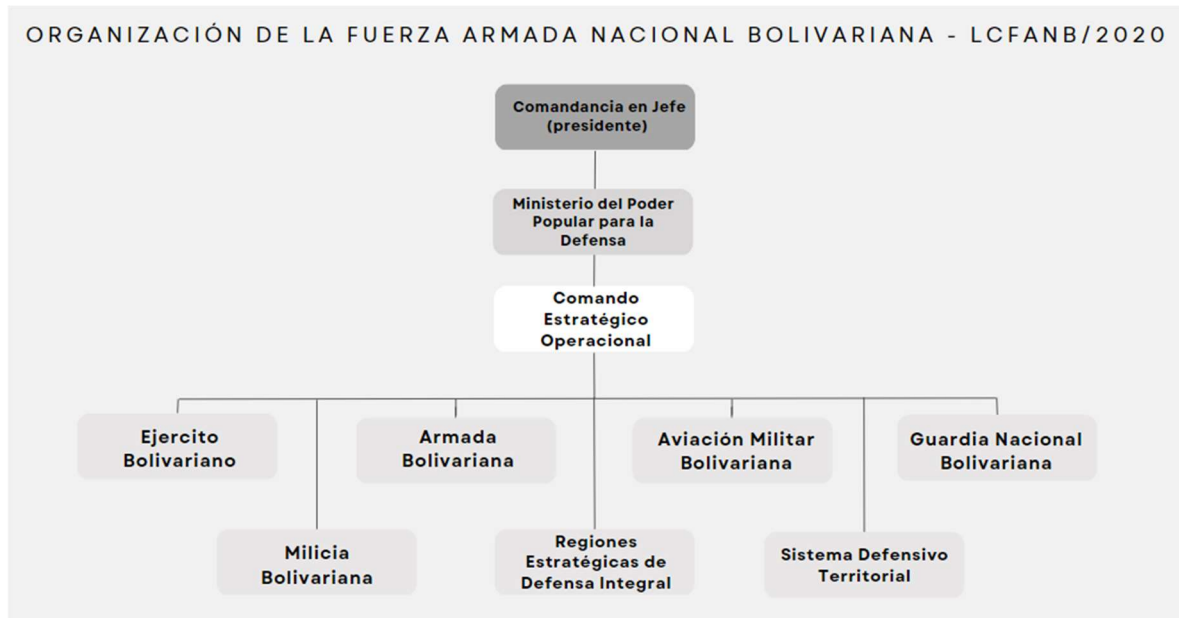 ORGANIZACIÓN DE LA FUERZA ARMADA NACIONAL BOLIVARIANA - LCFANB/2020
Comandancia en Jefe
(presidente)
Ministerio del Poder
Popular para la
Defensa
Comando
Estratégico
Operacional
Ejercito
Bolivariano
Armada
Bolivariana
Aviación Militar
Bolivariana
Guardia Nacional
Bolivariana
Milicia
Bolivariana
Regiones
Estratégicas de
Defensa Integral
Sistema Defensivo
Territorial